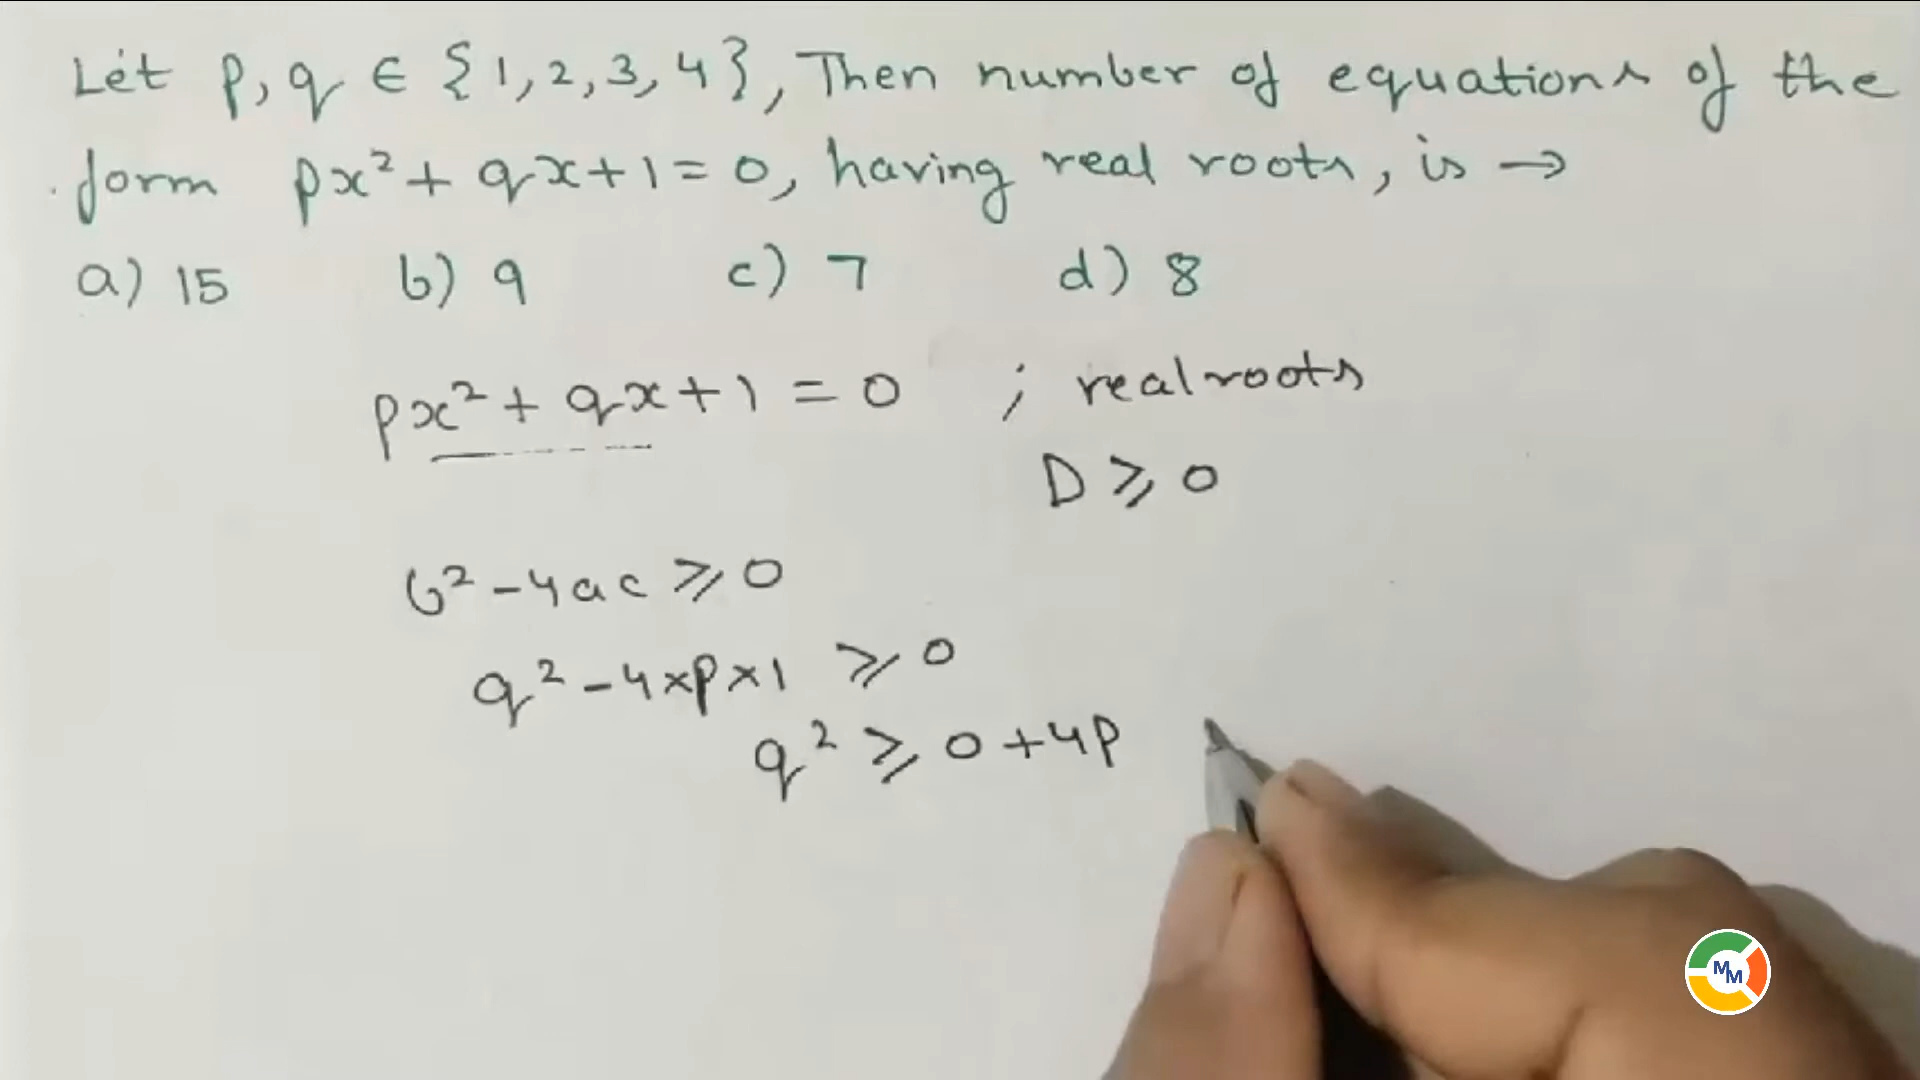 Let p, q ∈ {1, 2, 3, 4}, Then number of equations of the
form px² + qx + 1 = 0, having real roots, is →
a) 15 b) 9 c) 7 d) 8
px² + qx + 1 = 0 ; real roots
D ⩾ 0
b² - 4ac ⩾ 0
q² - 4×p×1 ⩾ 0
q² ⩾ 0 + 4p
MM